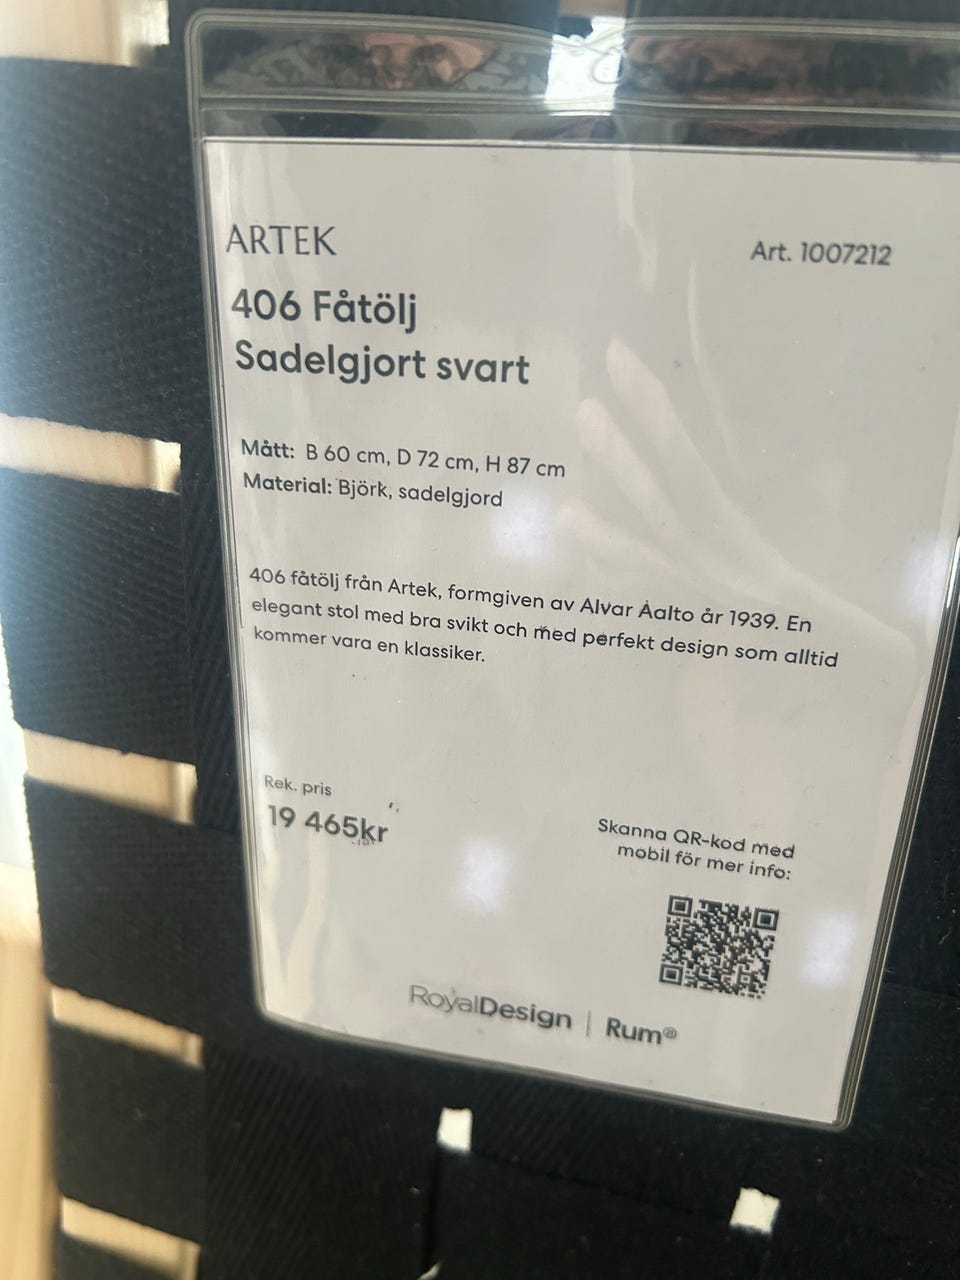 ARTEK
Art. 1007212
406 Fåtölj
Sadelgjort svart
Mått: B 60 cm, D 72 cm, H 87 cm
Material: Björk, sadelgjord
406 fåtölj från Artek, formgiven av Alvar Aalto år 1939. En
elegant stol med bra svikt och med perfekt design som alltid
kommer vara en klassiker.
Rek. pris
19 465kr
Skanna QR-kod med
mobil för mer info:
RoyalDesign | Rum®